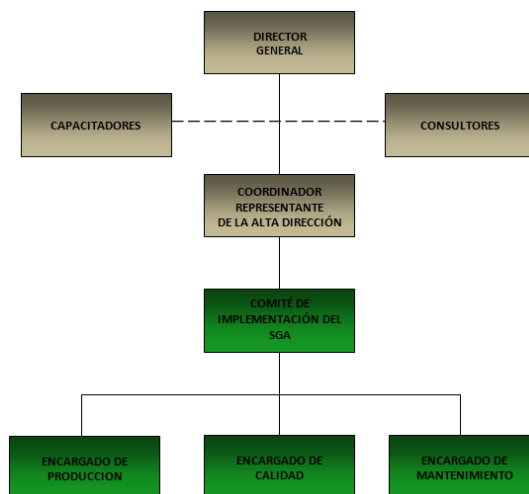 DIRECTOR
GENERAL
CAPACITADORES
CONSULTORES
COORDINADOR
REPRESENTANTE
DE LA ALTA DIRECCIÓN
COMITÉ DE
IMPLEMENTACIÓN DEL
SGA
ENCARGADO DE
PRODUCCION
ENCARGADO DE
CALIDAD
ENCARGADO DE
MANTENIMIENTO